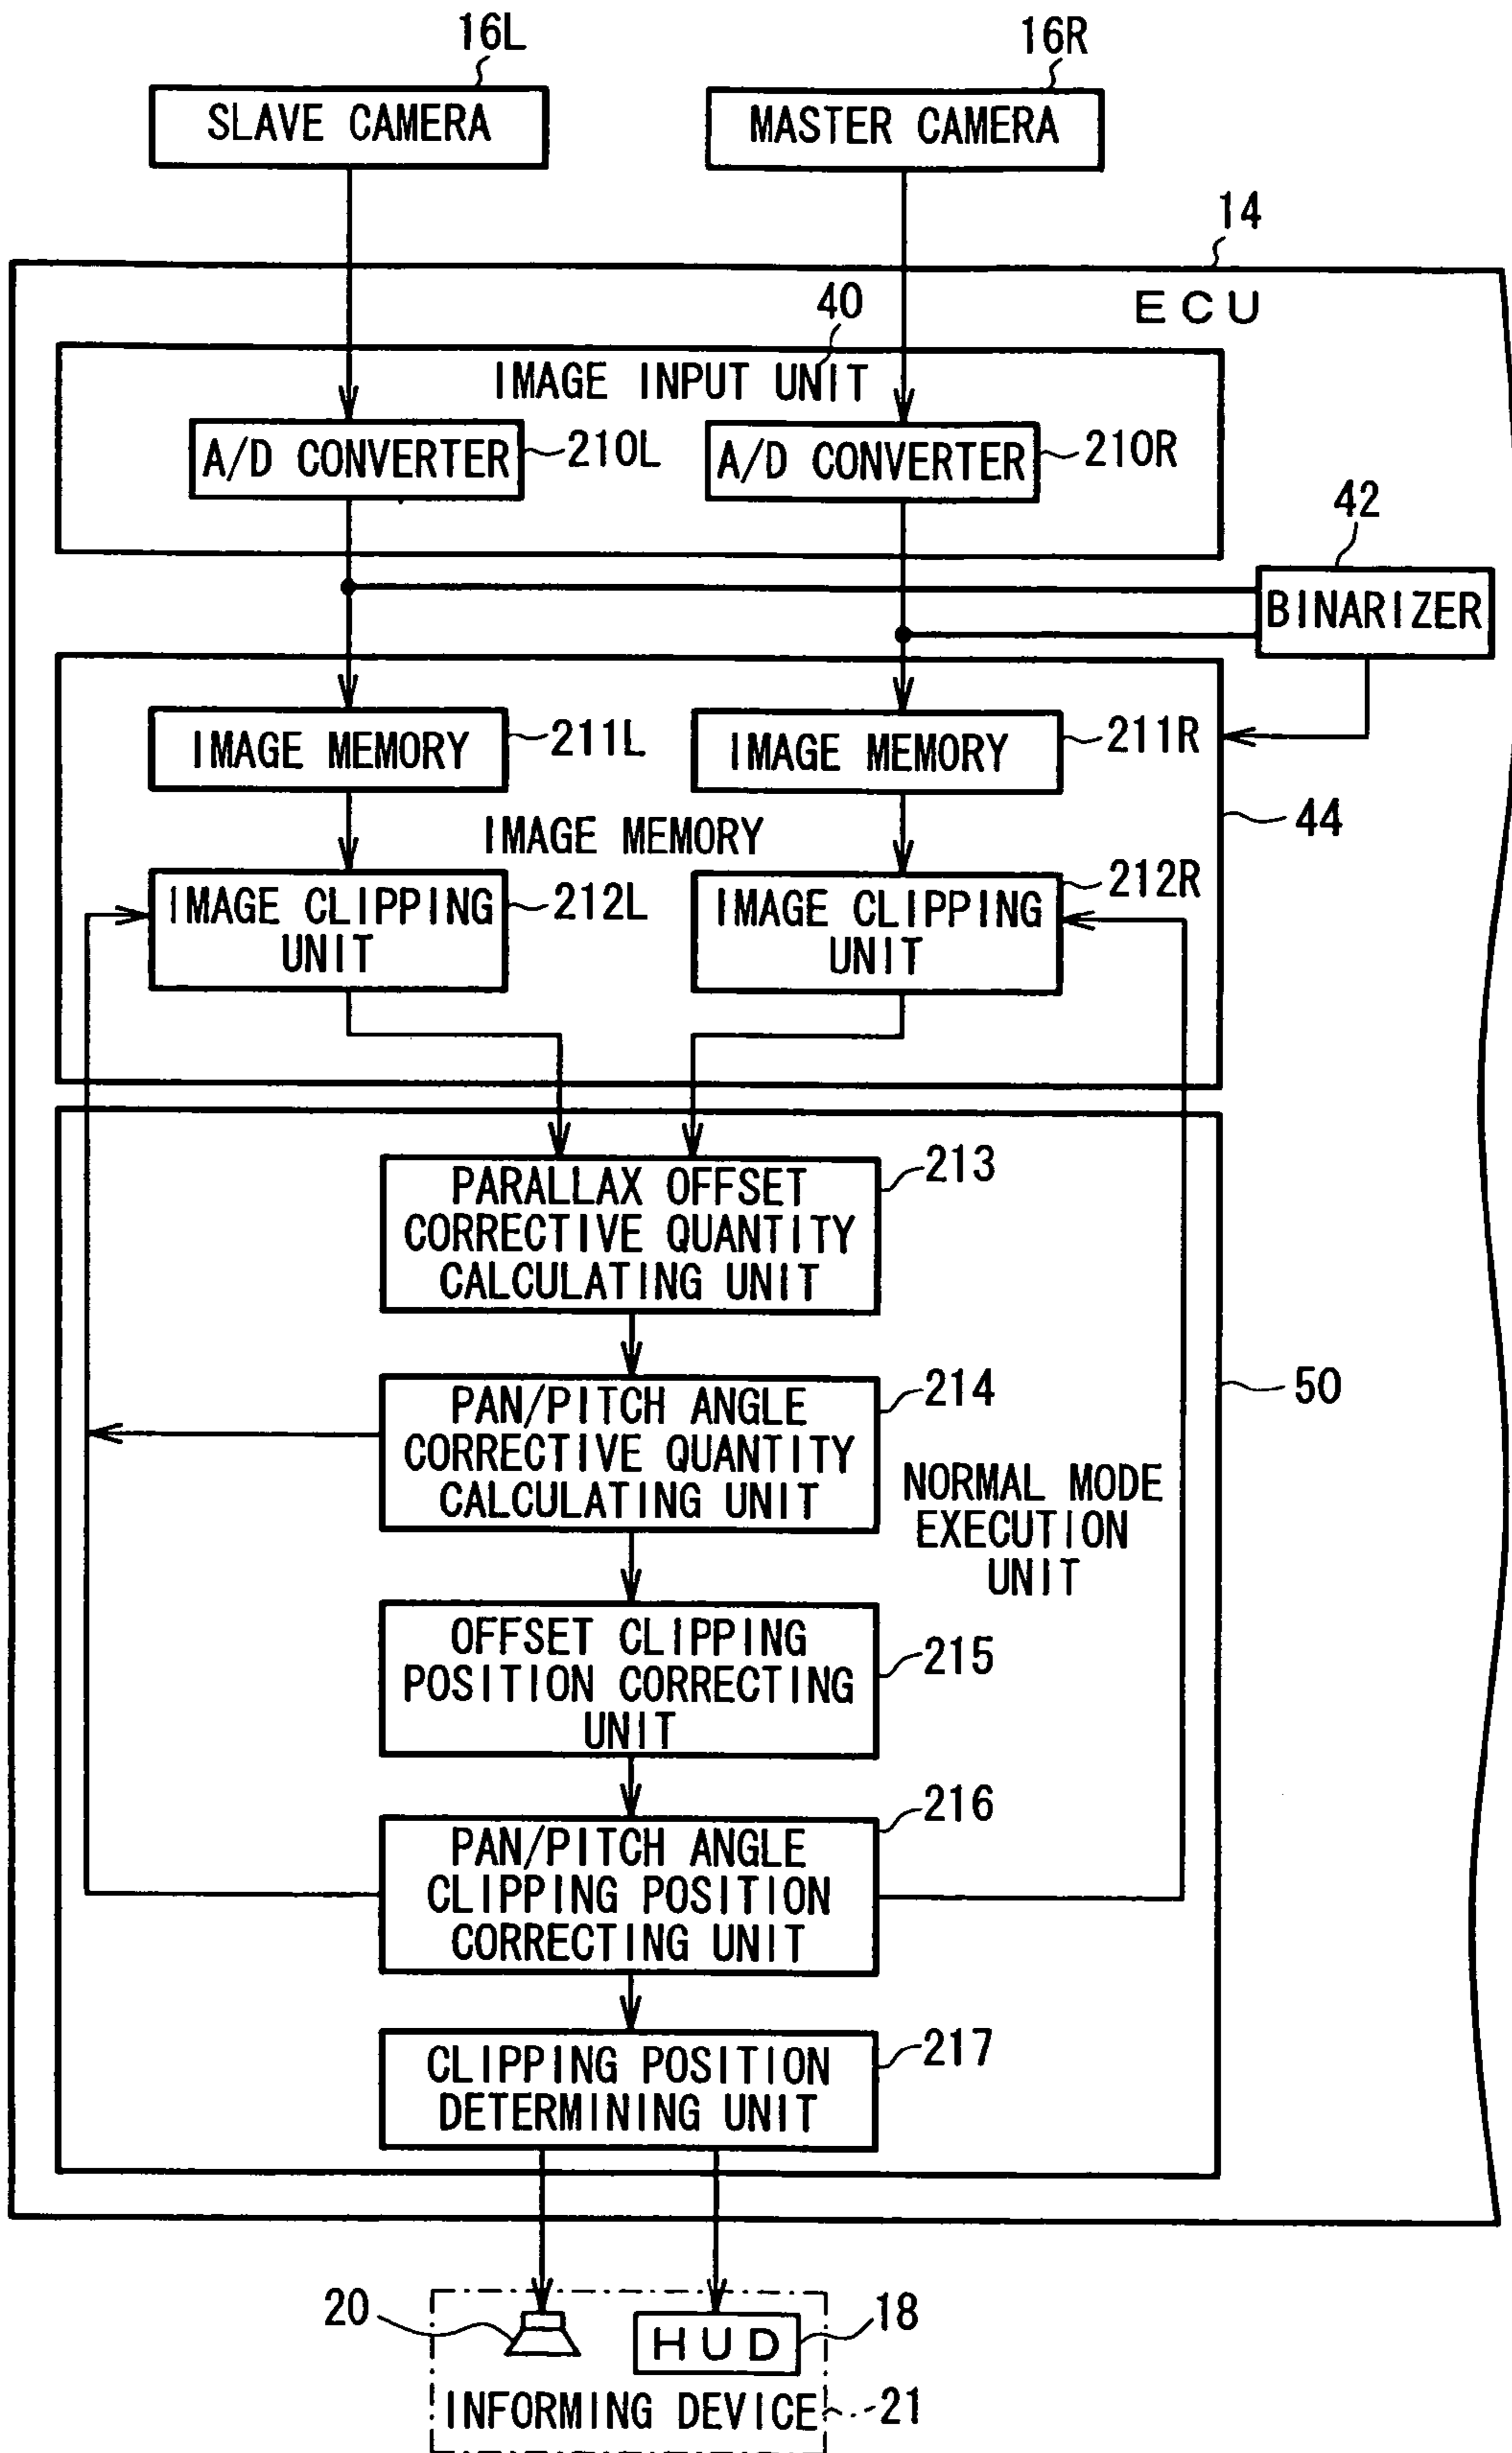 16L
16R
SLAVE CAMERA
MASTER CAMERA
14
ECU
40
IMAGE INPUT UNIT
A/D CONVERTER
210L
A/D CONVERTER
210R
42
BINARIZER
IMAGE MEMORY
211L
IMAGE MEMORY
211R
44
IMAGE MEMORY
IMAGE CLIPPING
UNIT
212L
IMAGE CLIPPING
UNIT
212R
PARALLAX OFFSET
CORRECTIVE QUANTITY
CALCULATING UNIT
213
PAN/PITCH ANGLE
CORRECTIVE QUANTITY
CALCULATING UNIT
214
50
NORMAL MODE
EXECUTION
UNIT
OFFSET CLIPPING
POSITION CORRECTING
UNIT
215
PAN/PITCH ANGLE
CLIPPING POSITION
CORRECTING UNIT
216
CLIPPING POSITION
DETERMINING UNIT
217
20
HUD
18
INFORMING DEVICE
21